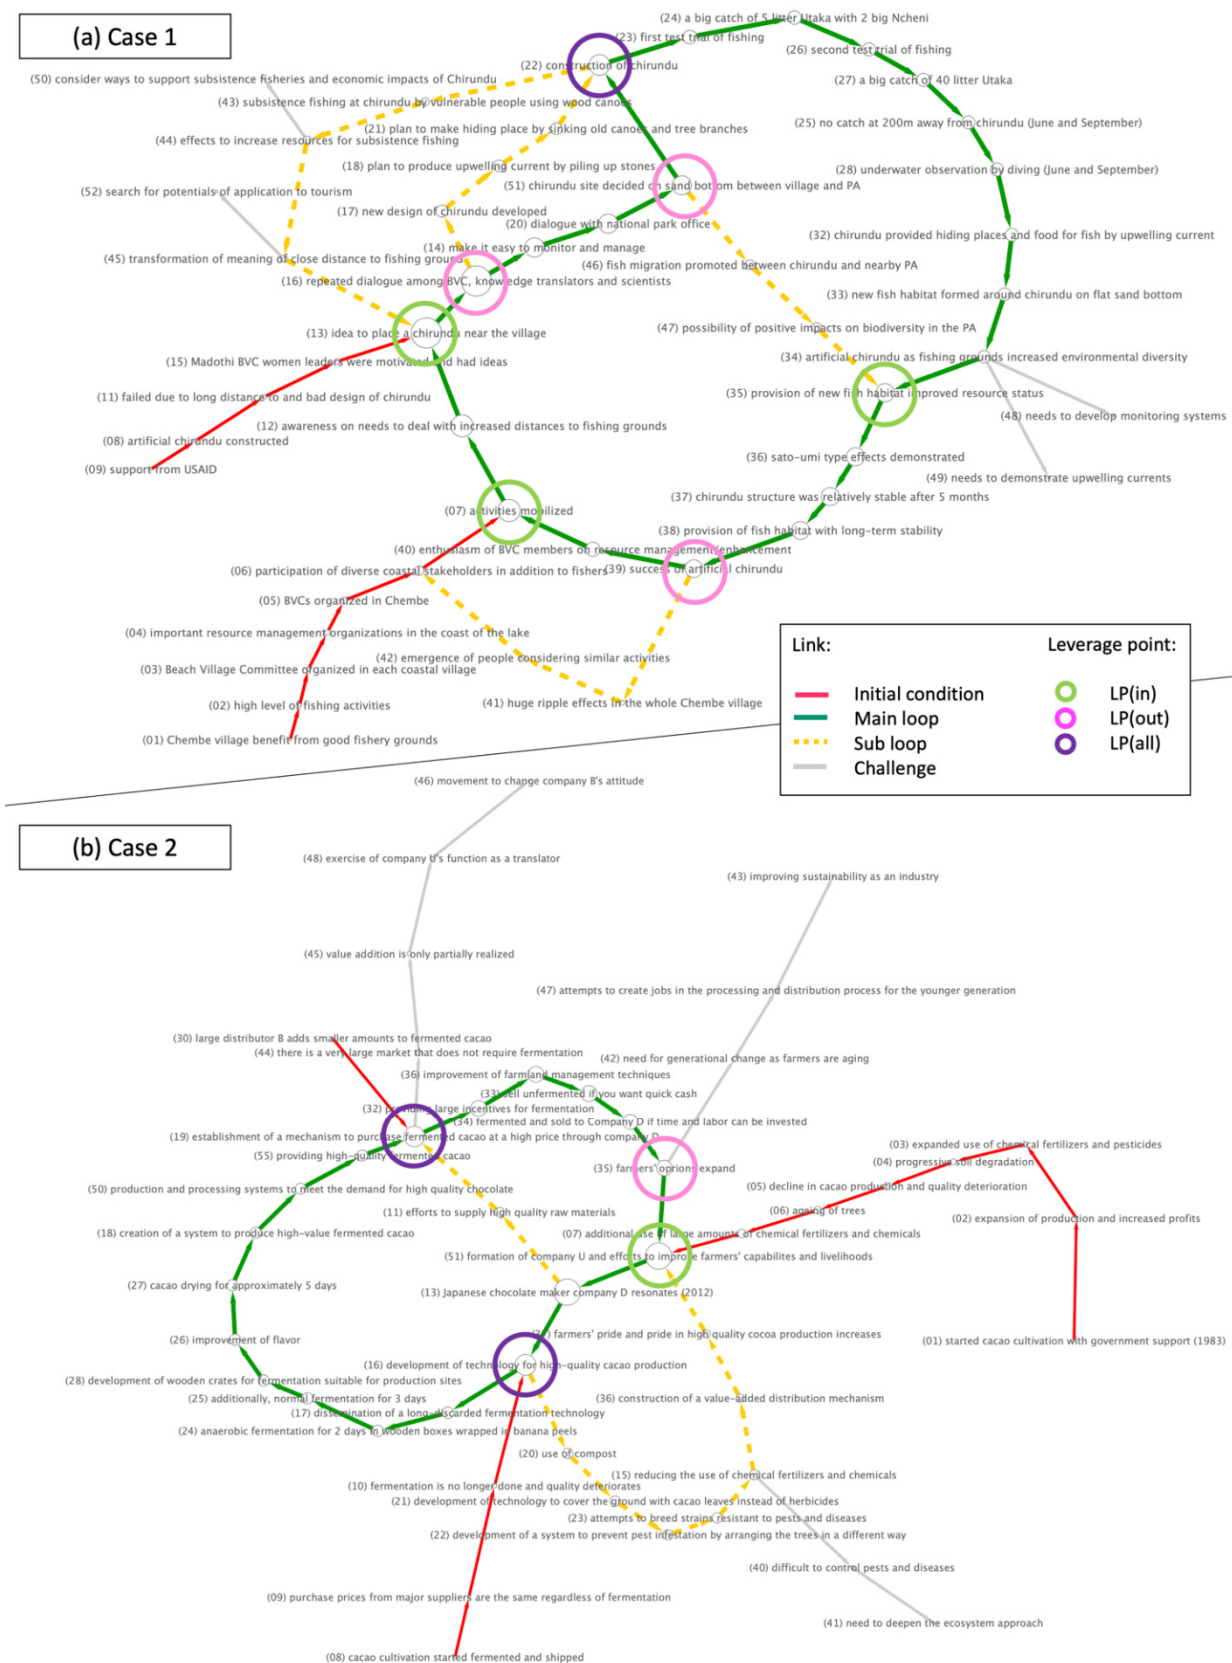 (a) Case 1
(24) a big catch of 5 litter Utaka with 2 big Ncheni
(23) first test trial of fishing
(26) second test trial of fishing
(22) construction of chirundu
(50) consider ways to support subsistence fisheries and economic impacts of Chirundu
(27) a big catch of 40 litter Utaka
(43) subsistence fishing at chirundu by vulnerable people using wood canoes
(25) no catch at 200m away from chirundu (June and September)
(21) plan to make hiding place by sinking old canoes and tree branches
(44) effects to increase resources for subsistence fishing
(18) plan to produce upwelling current by piling up stones
(28) underwater observation by diving (June and September)
(51) chirundu site decided on sand bottom between village and PA
(52) search for potentials of application to tourism
(17) new design of chirundu developed
(20) dialogue with national park office
(32) chirundu provided hiding places and food for fish by upwelling current
(14) make it easy to monitor and manage
(45) transformation of meaning of close distance to fishing ground
(46) fish migration promoted between chirundu and nearby PA
(16) repeated dialogue among BVC, knowledge translators and scientists
(33) new fish habitat formed around chirundu on flat sand bottom
(47) possibility of positive impacts on biodiversity in the PA
(13) idea to place a chirundu near the village
(34) artificial chirundu as fishing grounds increased environmental diversity
(15) Madothi BVC women leaders were motivated and had ideas
(35) provision of new fish habitat improved resource status
(11) failed due to long distance to and bad design of chirundu
(48) needs to develop monitoring systems
(12) awareness on needs to deal with increased distances to fishing grounds
(08) artificial chirundu constructed
(36) sato-umi type effects demonstrated
(09) support from USAID
(49) needs to demonstrate upwelling currents
(37) chirundu structure was relatively stable after 5 months
(07) activities mobilized
(38) provision of fish habitat with long-term stability
(40) enthusiasm of BVC members on resource management/enhancement
(06) participation of diverse coastal stakeholders in addition to fishers
(39) success of artificial chirundu
(05) BVCs organized in Chembe
(04) important resource management organizations in the coast of the lake
(42) emergence of people considering similar activities
(03) Beach Village Committee organized in each coastal village
(41) huge ripple effects in the whole Chembe village
(02) high level of fishing activities
(01) Chembe village benefit from good fishery grounds
Link:
Leverage point:
Initial condition
LP(in)
Main loop
LP(out)
Sub loop
LP(all)
Challenge
(b) Case 2
(46) movement to change company B's attitude
(48) exercise of company U's function as a translator
(43) improving sustainability as an industry
(45) value addition is only partially realized
(47) attempts to create jobs in the processing and distribution process for the younger generation
(30) large distributor B adds smaller amounts to fermented cacao
(44) there is a very large market that does not require fermentation
(42) need for generational change as farmers are aging
(36) improvement of farmland management techniques
(33) sell unfermented if you want quick cash
(32) providing large incentives for fermentation
(34) fermented and sold to Company D if time and labor can be invested
(19) establishment of a mechanism to purchase fermented cacao at a high price through company D
(03) expanded use of chemical fertilizers and pesticides
(55) providing high-quality fermented cacao
(04) progressive soil degradation
(35) farmers' oprions expand
(05) decline in cacao production and quality deterioration
(50) production and processing systems to meet the demand for high quality chocolate
(11) efforts to supply high quality raw materials
(06) ageing of trees
(02) expansion of production and increased profits
(18) creation of a system to produce high-value fermented cacao
(07) additional use of large amounts of chemical fertilizers and chemicals
(51) formation of company U and efforts to improve farmers' capabilites and livelihoods
(27) cacao drying for approximately 5 days
(13) Japanese chocolate maker company D resonates (2012)
(26) improvement of flavor
farmers' pride and pride in high quality cocoa production increases
(01) started cacao cultivation with government support (1983)
(16) development of technology for high-quality cacao production
(28) development of wooden crates for fermentation suitable for production sites
(25) additionally, normal fermentation for 3 days
(36) construction of a value-added distribution mechanism
(17) dissemination of a long-discarded fermentation technology
(24) anaerobic fermentation for 2 days in wooden boxes wrapped in banana peels
(20) use of compost
(15) reducing the use of chemical fertilizers and chemicals
(10) fermentation is no longer done and quality deteriorates
(21) development of technology to cover the ground with cacao leaves instead of herbicides
(23) attempts to breed strains resistant to pests and diseases
(22) development of a system to prevent pest infestation by arranging the trees in a different way
(40) difficult to control pests and diseases
(09) purchase prices from major suppliers are the same regardless of fermentation
(41) need to deepen the ecosystem approach
(08) cacao cultivation started fermented and shipped